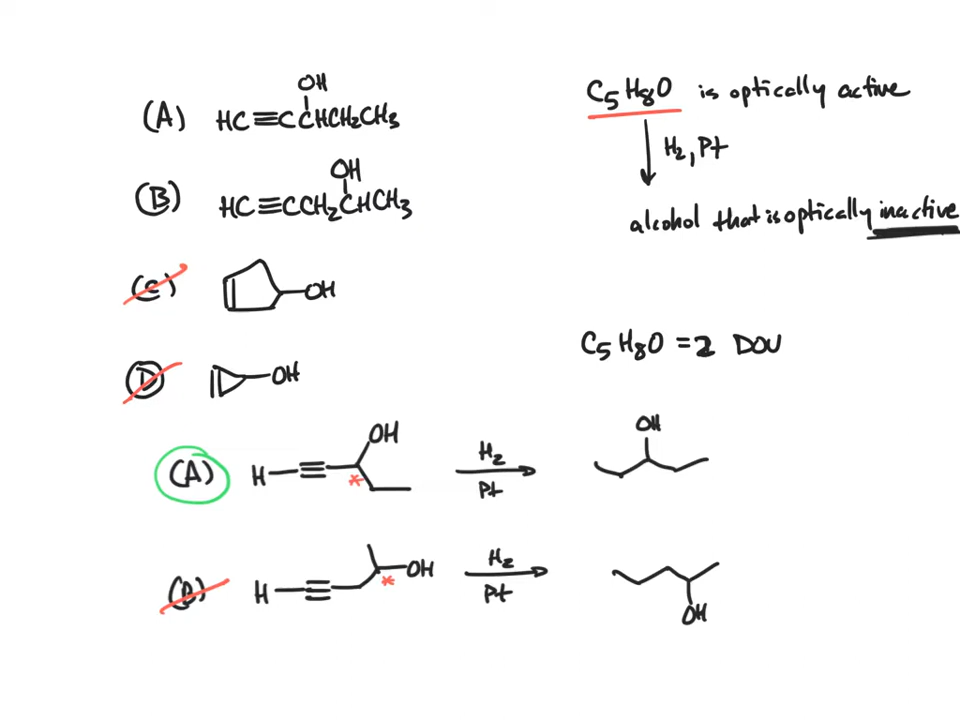 (A) HC≡CCHCH2CH3
OH
(B) HC≡CCH2CHCH3
OH
(C) OH
(D) OH
C5H8O is optically active
H2, Pt
alcohol that is optically inactive
C5H8O = 2 DOU
(A) H OH * H2 Pt OH
(B) H OH * H2 Pt OH